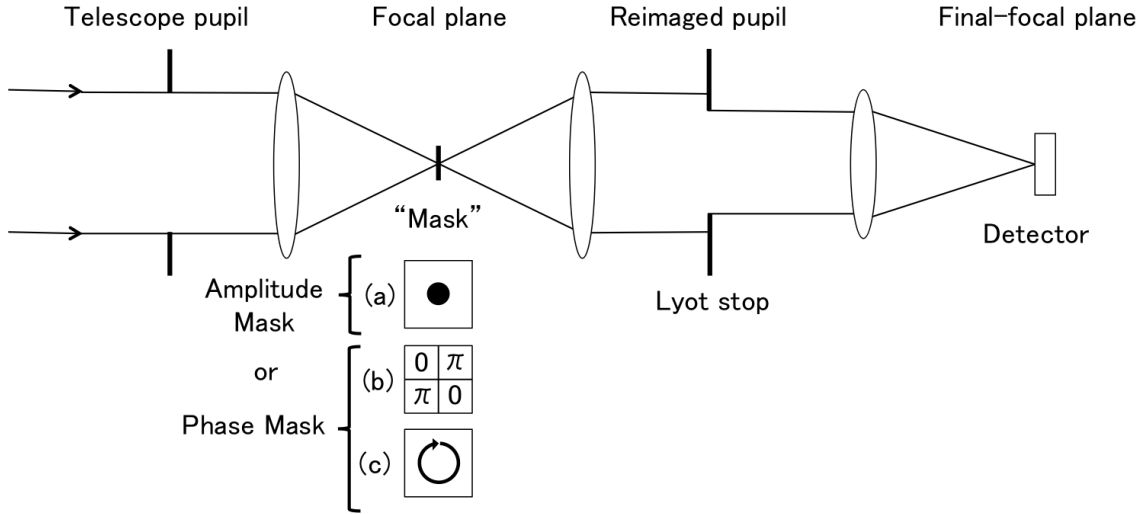 Telescope pupil
Focal plane
Reimaged pupil
Final-focal plane
“Mask”
Detector
Lyot stop
Amplitude
Mask
or
Phase Mask
(a)
(b)
0 π
π 0
(c)